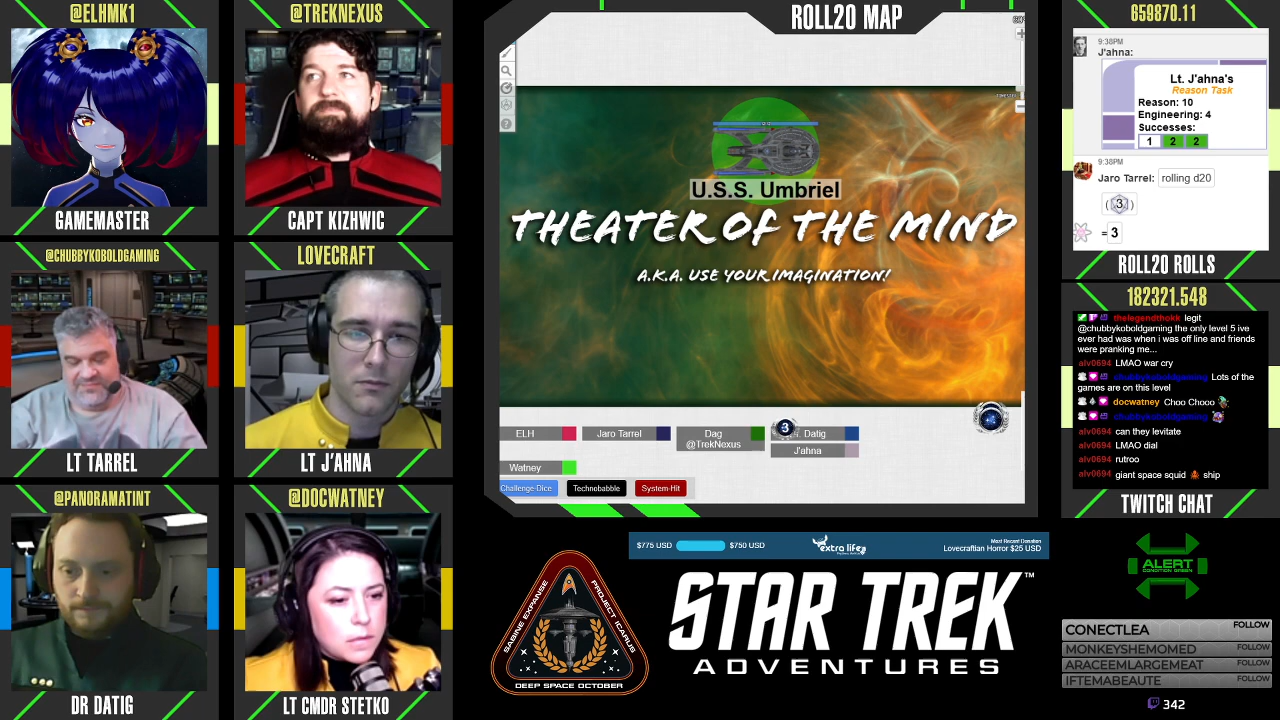 @ELHMK1
GAMEMASTER
@TREKNEXUS
CAPT KIZHWIC
@CHUBBYKOBOLDGAMING
LT TARREL
LOVECRAFT
LT J'AHNA
@PANORAMATINT
DR DATIG
@DOCWATNEY
LT CMDR STETKO
ROLL20 MAP
U.S.S. Umbriel
THEATER OF THE MIND
A.K.A. USE YOUR IMAGINATION!
ELH
Jaro Tarrel
Dag
@TrekNexus
3
Datig
J'ahna
Watney
Challenge-Dice
Technobabble
System-Hit
$775 USD
$750 USD
extra life
Most Recent Donation
Lovecraftian Horror $25 USD
SABINE EXPANSE
PROJECT ICARUS
DEEP SPACE OCTOBER
STAR TREK™
ADVENTURES
659870.11
9:38PM
J'ahna:
Lt. J'ahna's
Reason Task
Reason: 10
Engineering: 4
Successes:
1 2 2
9:38PM
Jaro Tarrel: rolling d20
(3)
=3
ROLL20 ROLLS
182321.548
thelegendthokk legit
@chubbykoboldgaming the only level 5 ive
ever had was when i was off line and friends
were pranking me...
alv0694 LMAO war cry
chubbykoboldgaming Lots of the
games are on this level
docwatney Choo Chooo
chubbykoboldgaming
alv0694 can they levitate
alv0694 LMAO dial
alv0694 rutroo
alv0694 giant space squid 🦑 ship
TWITCH CHAT
ALERT
CONDITION GREEN
CONECTLEA FOLLOW
MONKEYSHEMOMED FOLLOW
ARACEEMLARGEMEAT FOLLOW
IFTEMABEAUTE FOLLOW
342